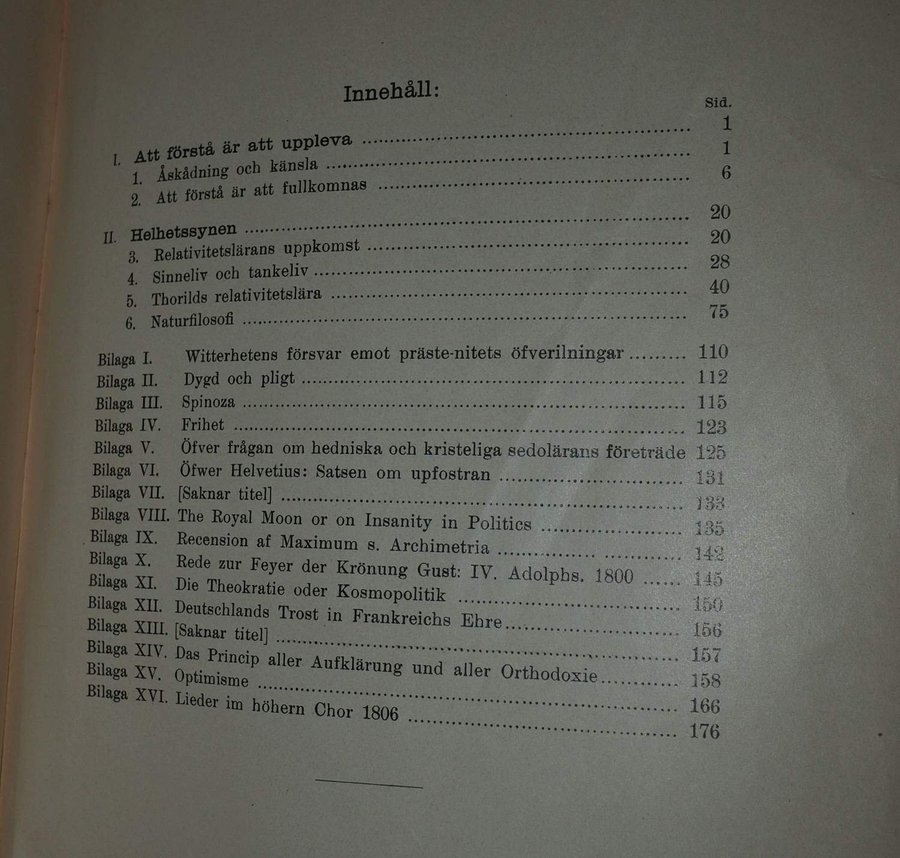 Innehåll:
Sid.
I. Att förstå är att uppleva ........ 1
1. Åskådning och känsla ........ 1
2. Att förstå är att fullkomnas ........ 6
II. Helhetssynen ........ 20
3. Relativitetslärans uppkomst ........ 20
4. Sinneliv och tankeliv ........ 28
5. Thorilds relativitetslära ........ 40
6. Naturfilosofi ........ 75
Bilaga I. Witterhetens försvar emot präste-nitets öfverilningar ........ 110
Bilaga II. Dygd och pligt ........ 112
Bilaga III. Spinoza ........ 115
Bilaga IV. Frihet ........ 123
Bilaga V. Öfver frågan om hedniska och kristeliga sedolärans företräde 125
Bilaga VI. Öfwer Helvetius: Satsen om upfostran ........ 131
Bilaga VII. [Saknar titel] ........ 133
Bilaga VIII. The Royal Moon or on Insanity in Politics ........ 135
Bilaga IX. Recension af Maximum s. Archimetria ........ 142
Bilaga X. Rede zur Feyer der Krönung Gust: IV. Adolphs. 1800 ...... 145
Bilaga XI. Die Theokratie oder Kosmopolitik ........ 150
Bilaga XII. Deutschlands Trost in Frankreichs Ehre ........ 156
Bilaga XIII. [Saknar titel] ........ 157
Bilaga XIV. Das Princip aller Aufklärung und aller Orthodoxie ........ 158
Bilaga XV. Optimisme ........ 166
Bilaga XVI. Lieder im höhern Chor 1806 ........ 176